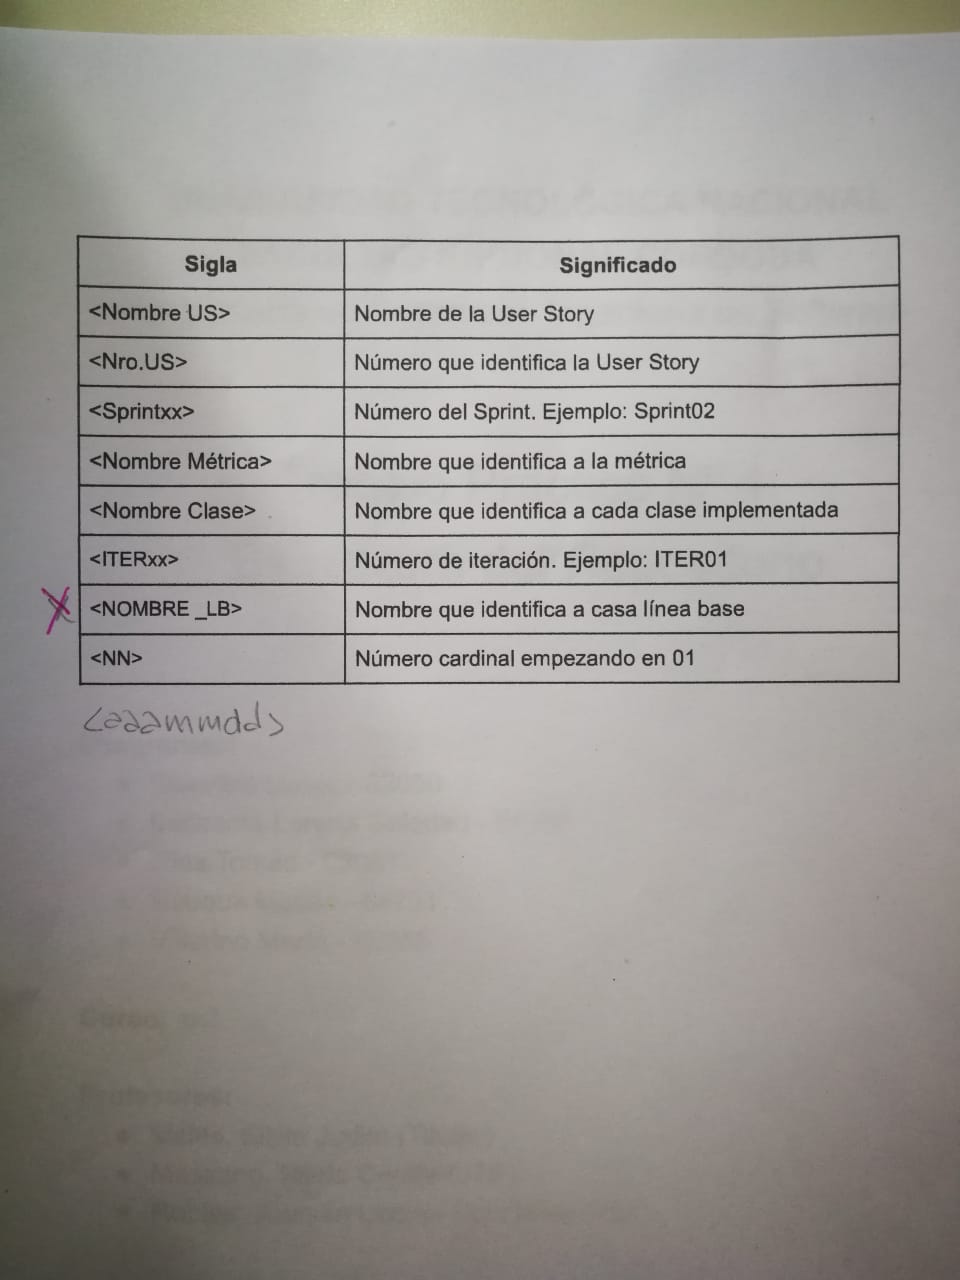 Sigla Significado
<Nombre US> Nombre de la User Story
<Nro.US> Número que identifica la User Story
<Sprintxx> Número del Sprint. Ejemplo: Sprint02
<Nombre Métrica> Nombre que identifica a la métrica
<Nombre Clase> Nombre que identifica a cada clase implementada
<ITERxx> Número de iteración. Ejemplo: ITER01
<NOMBRE _LB> Nombre que identifica a casa línea base
<NN> Número cardinal empezando en 01
<aaaammdd>